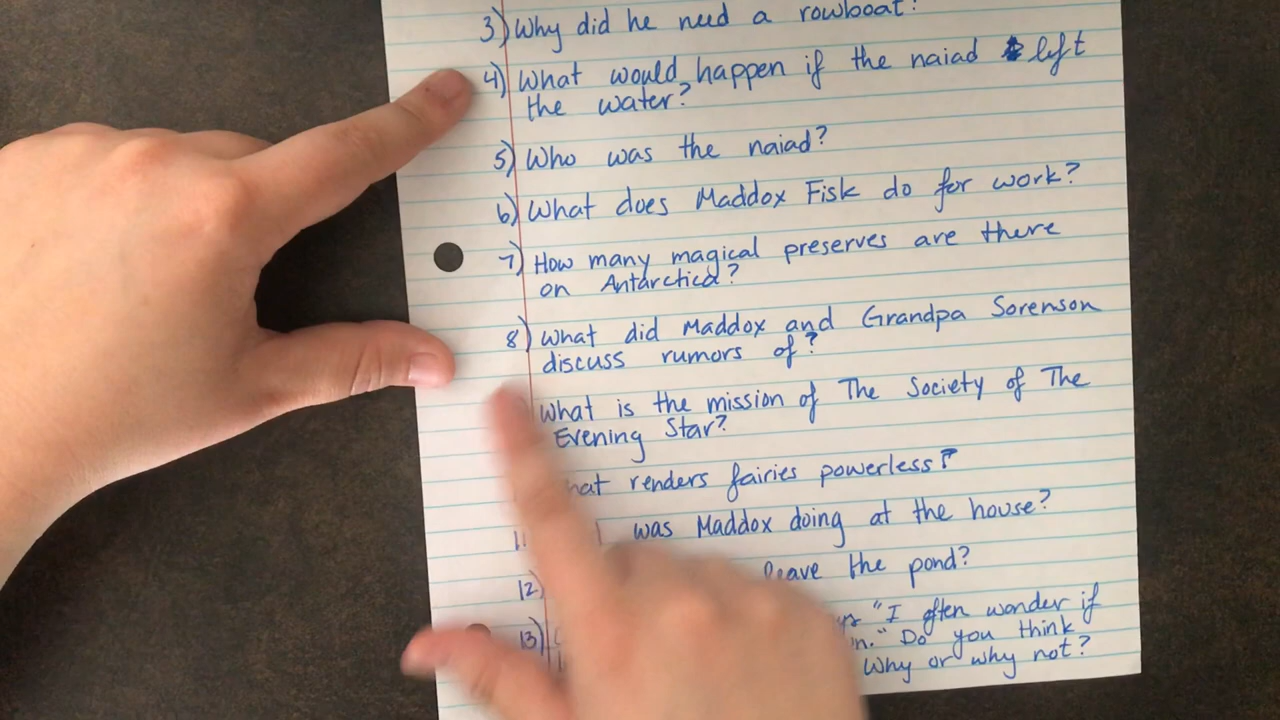 3) Why did he need a rowboat?
4) What would happen if the naiad left
the water?
5) Who was the naiad?
6) What does Maddox Fisk do for work?
7) How many magical preserves are there
on Antarctica?
8) What did Maddox and Grandpa Sorenson
discuss rumors of?
What is the mission of The Society of The
Evening Star?
hat renders fairies powerless?
11 was Maddox doing at the house?
12) leave the pond?
13) "I often wonder if
n." Do you think
Why or why not?